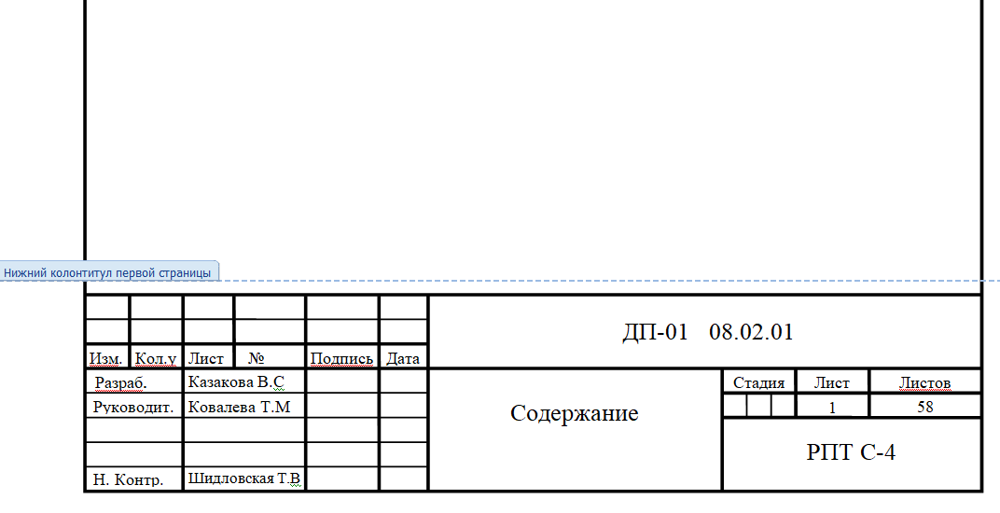 Нижний колонтитул первой страницы
ДП-01 08.02.01
Изм. Кол.у Лист № Подпись Дата
Разраб. Казакова В.С
Руководит. Ковалева Т.М
Н. Контр. Шидловская Т.В
Содержание
Стадия Лист Листов
1 58
РПТ С-4